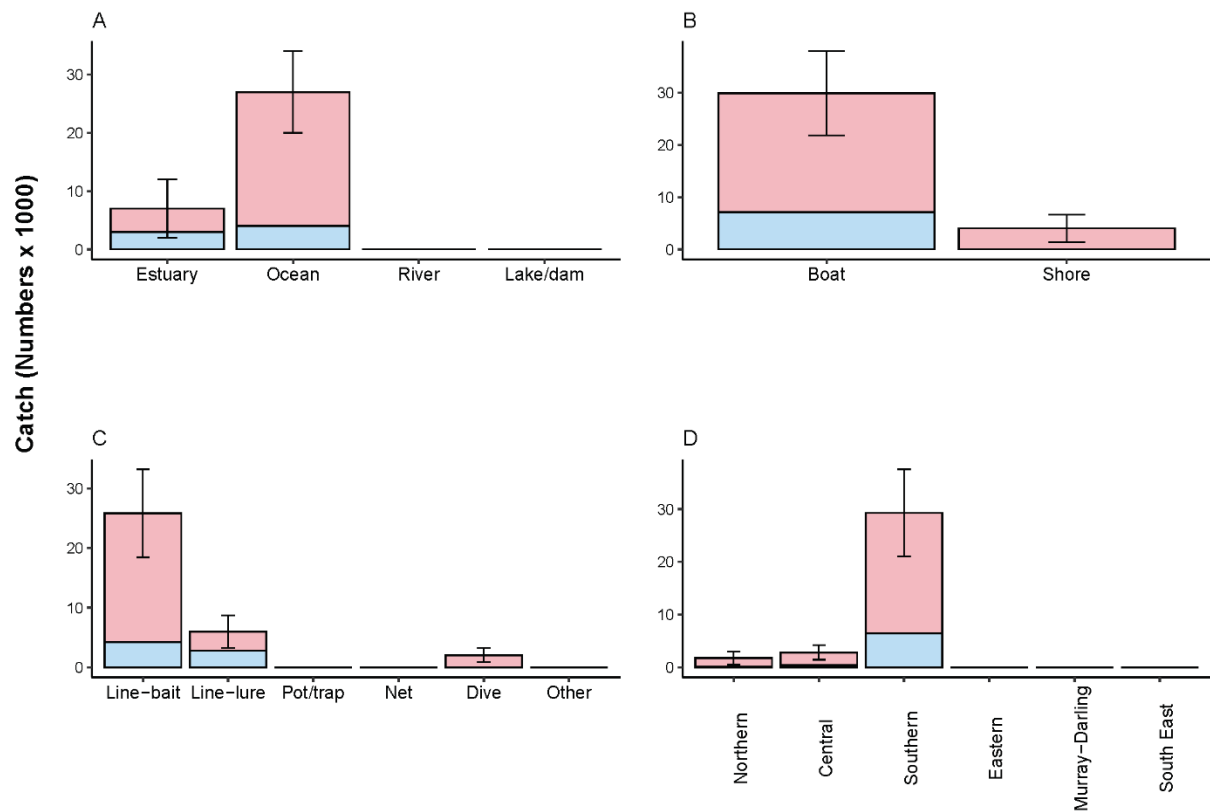 A
B
Catch (Numbers x 1000)
30
20
10
0
Estuary Ocean River Lake/dam
30
20
10
0
Boat Shore
C
D
30
20
10
0
Line−bait Line−lure Pot/trap Net Dive Other
30
20
10
0
Northern
Central
Southern
Eastern
Murray−Darling
South East